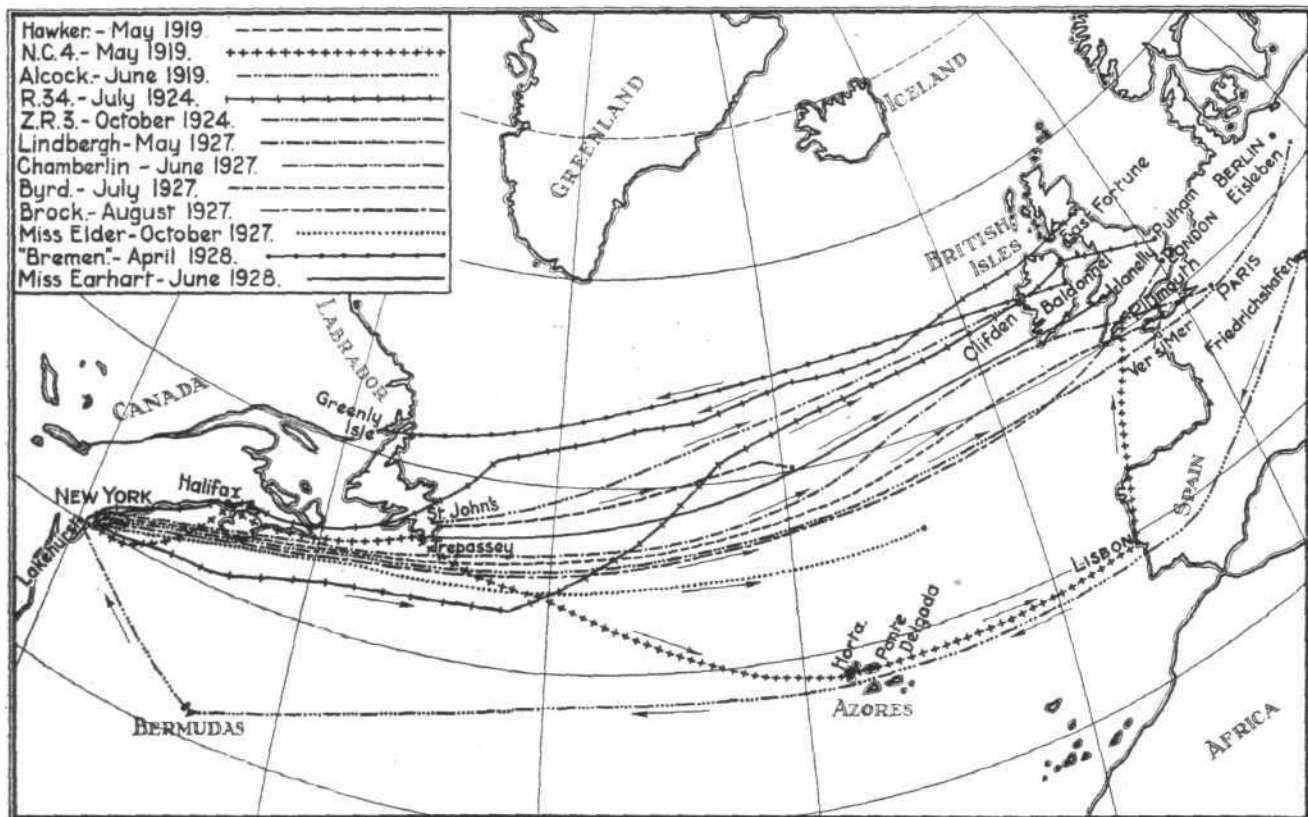 Hawker.- May 1919.
N.C.4.- May 1919.
Alcock.- June 1919.
R.34.- July 1924.
Z.R.3.- October 1924.
Lindbergh- May 1927.
Chamberlin - June 1927.
Byrd.- July 1927.
Brock.- August 1927.
Miss Elder- October 1927.
"Bremen".- April 1928.
Miss Earhart- June 1928.
GREENLAND
ICELAND
BRITISH
ISLES
East Fortune
Pulham
BERLIN
Eisleben
LONDON
Llanelly
Baldonnel
Clifden
Plymouth
PARIS
Ver s/Mer
Friedrichshafen
LABRADOR
CANADA
Greenly
Isle
NEW YORK
Halifax
St. John's
Trepassey
Lakehurst
SPAIN
LISBON
Horta.
Ponte
Delgada
AZORES
BERMUDAS
AFRICA